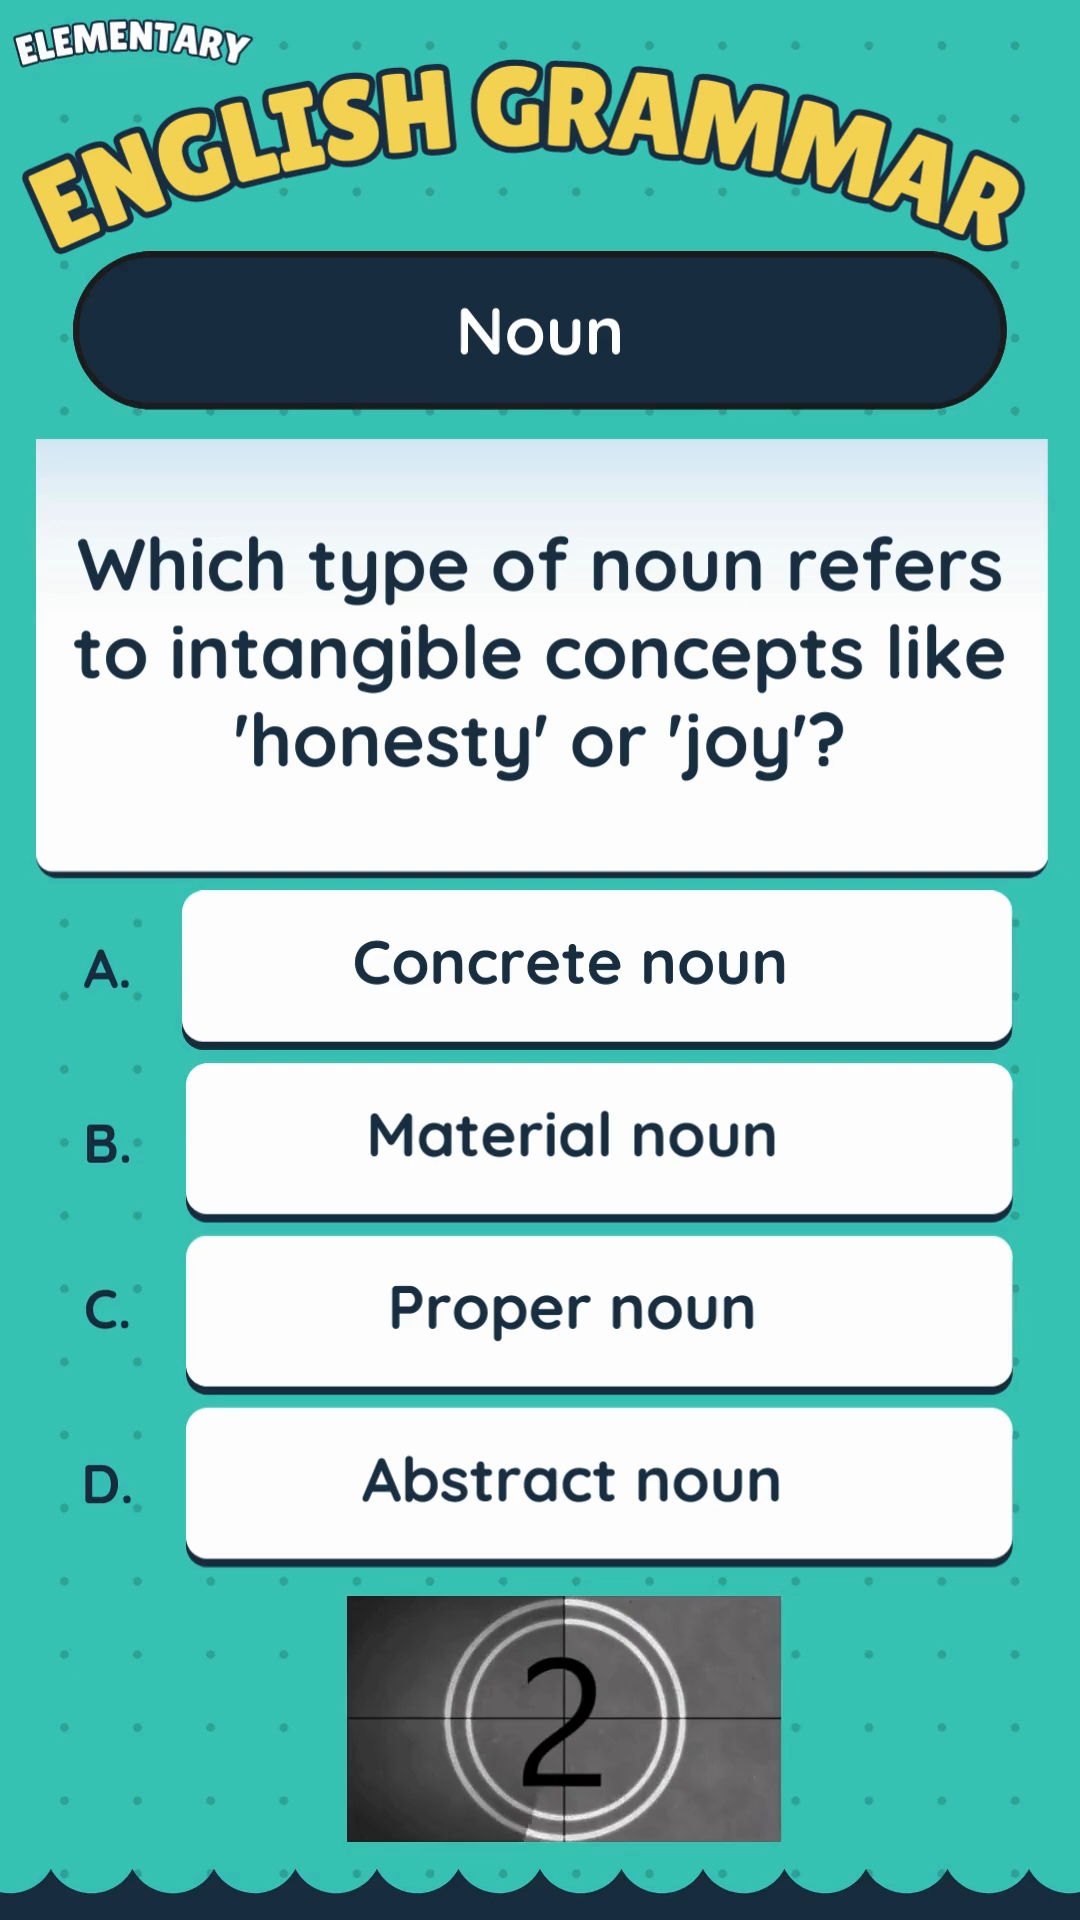 ELEMENTARY
ENGLISH GRAMMAR
Noun
Which type of noun refers
to intangible concepts like
'honesty' or 'joy'?
A. Concrete noun
B. Material noun
C. Proper noun
D. Abstract noun
2